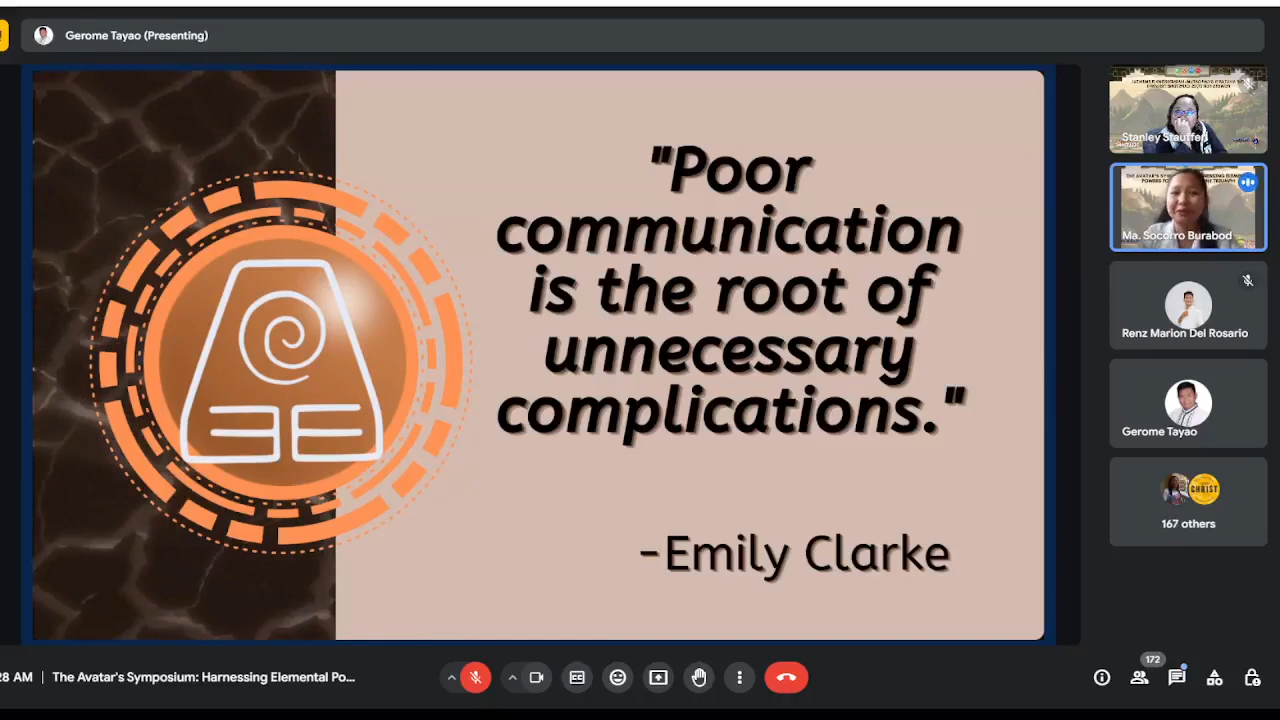 Gerome Tayao (Presenting)
"Poor
communication
is the root of
unnecessary
complications."
-Emily Clarke
Stanley Stauffer
Ma. Socorro Burabod
Renz Marion Del Rosario
Gerome Tayao
CHRIST
167 others
28 AM
The Avatar's Symposium: Harnessing Elemental Po...
172